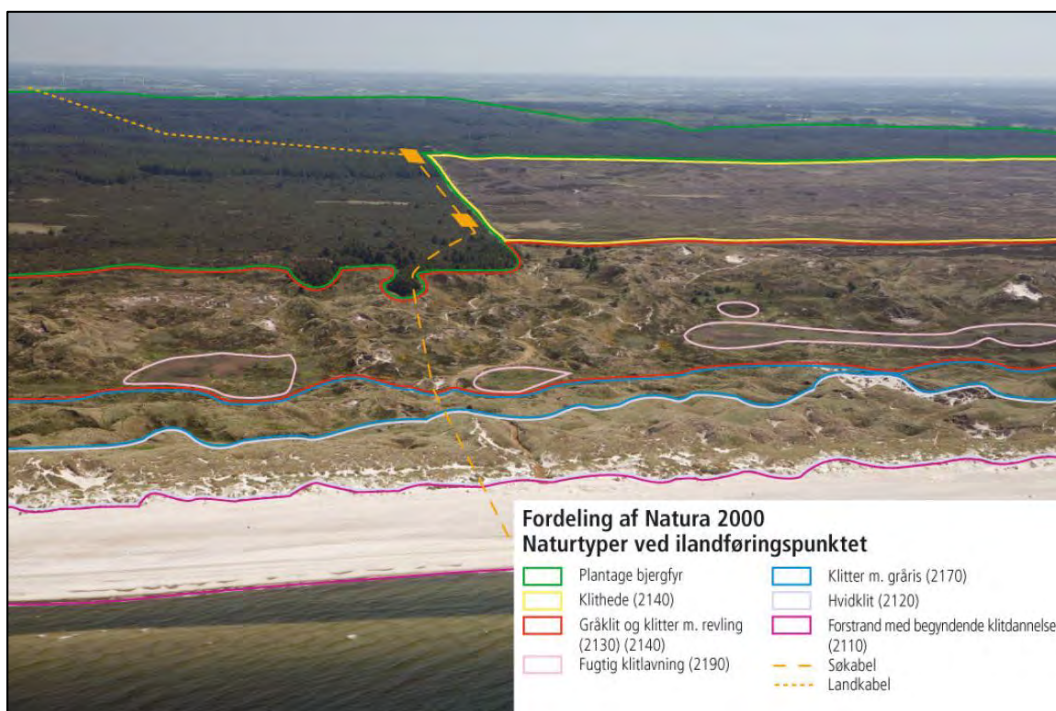 Fordeling af Natura 2000
Naturtyper ved ilandføringspunktet
Plantage bjergfyr
Klithede (2140)
Gråklit og klitter m. revling
(2130) (2140)
Fugtig klitlavning (2190)
Klitter m. gråris (2170)
Hvidklit (2120)
Forstrand med begyndende klitdannelse
(2110)
Søkabel
Landkabel